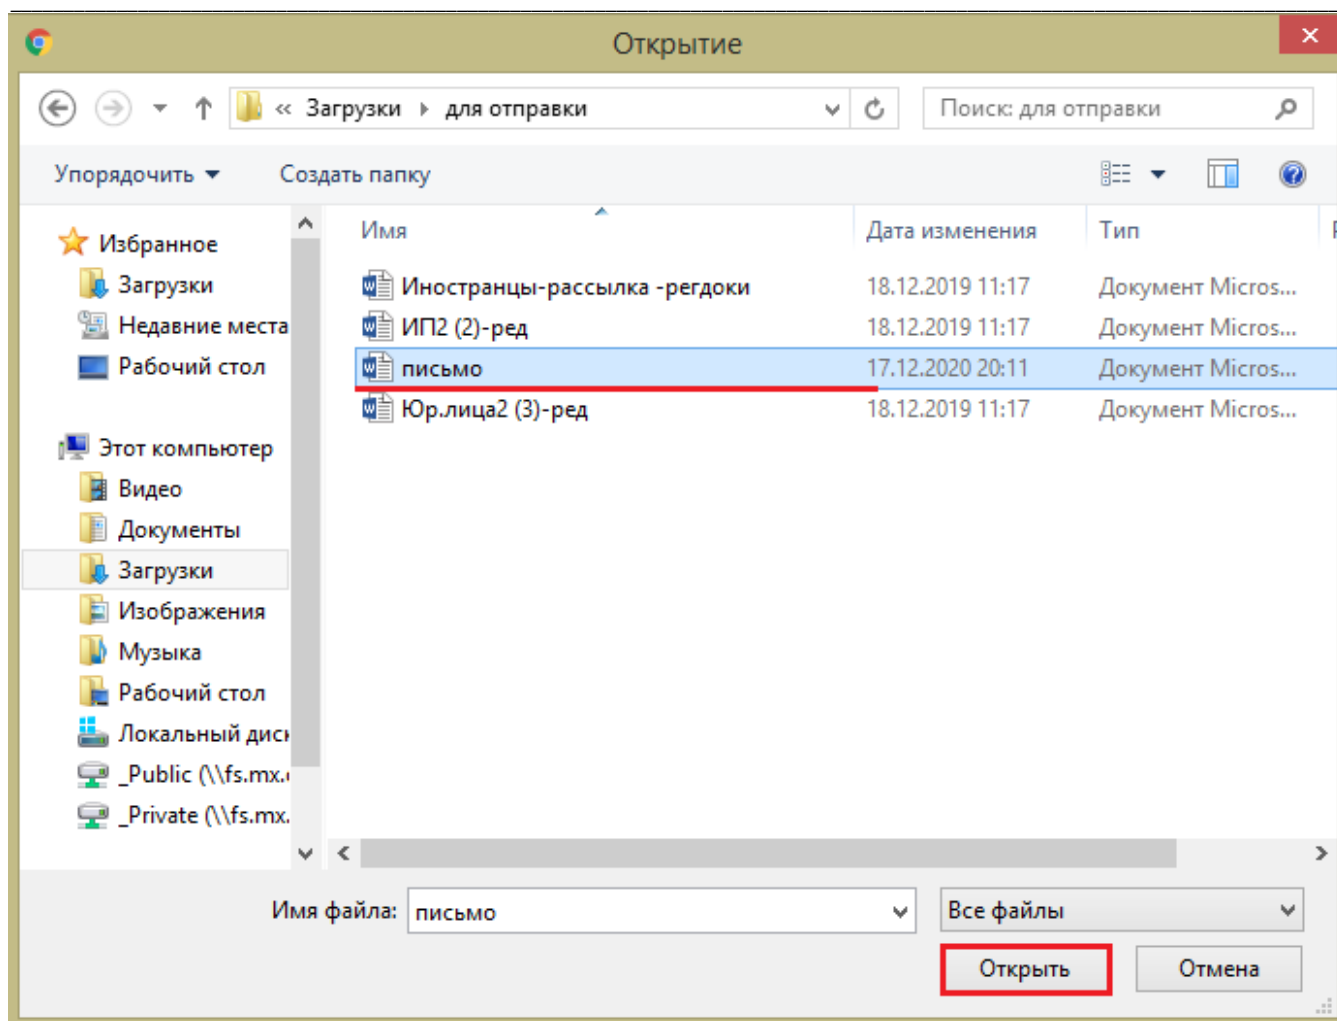 Открытие
« Загрузки для отправки
Поиск: для отправки
Упорядочить
Создать папку
Имя
Дата изменения
Тип
Избранное
Загрузки
Недавние места
Рабочий стол
Этот компьютер
Видео
Документы
Загрузки
Изображения
Музыка
Рабочий стол
Локальный диск
_Public (\\fs.mx.
_Private (\\fs.mx.
Иностранцы-рассылка -регдоки 18.12.2019 11:17 Документ Micros...
ИП2 (2)-ред 18.12.2019 11:17 Документ Micros...
письмо 17.12.2020 20:11 Документ Micros...
Юр.лица2 (3)-ред 18.12.2019 11:17 Документ Micros...
Имя файла: письмо
Все файлы
Открыть
Отмена